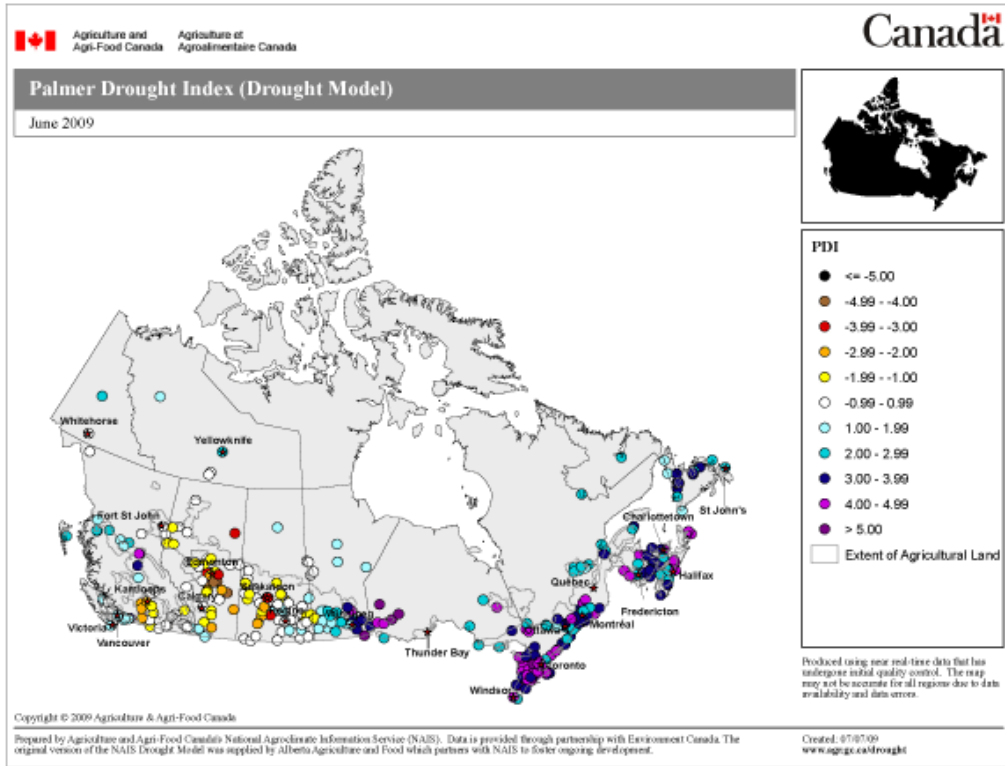 Agriculture and
Agri-Food Canada
Agriculture et
Agroalimentaire Canada
Canada
Palmer Drought Index (Drought Model)
June 2009
PDI
<= -5.00
-4.99 - -4.00
-3.99 - -3.00
-2.99 - -2.00
-1.99 - -1.00
-0.99 - 0.99
1.00 - 1.99
2.00 - 2.99
3.00 - 3.99
4.00 - 4.99
> 5.00
Extent of Agricultural Land
Whitehorse
Yellowknife
Fort St John
St John's
Charlottetown
Edmonton
Québec
Halifax
Kamloops
Fredericton
Victoria
Montréal
Vancouver
Thunder Bay
Toronto
Windsor
Produced using near real-time data that has
undergone initial quality control. The map
may not be accurate for all regions due to data
availability and data errors.
Copyright © 2009 Agriculture & Agri-Food Canada
Prepared by Agriculture and Agri-Food Canada's National Agroclimate Information Service (NAIS). Data is provided through partnership with Environment Canada. The
original version of the NAIS Drought Model was supplied by Alberta Agriculture and Food which partners with NAIS to foster ongoing development.
Created: 07/07/09
www.agr.gc.ca/drought